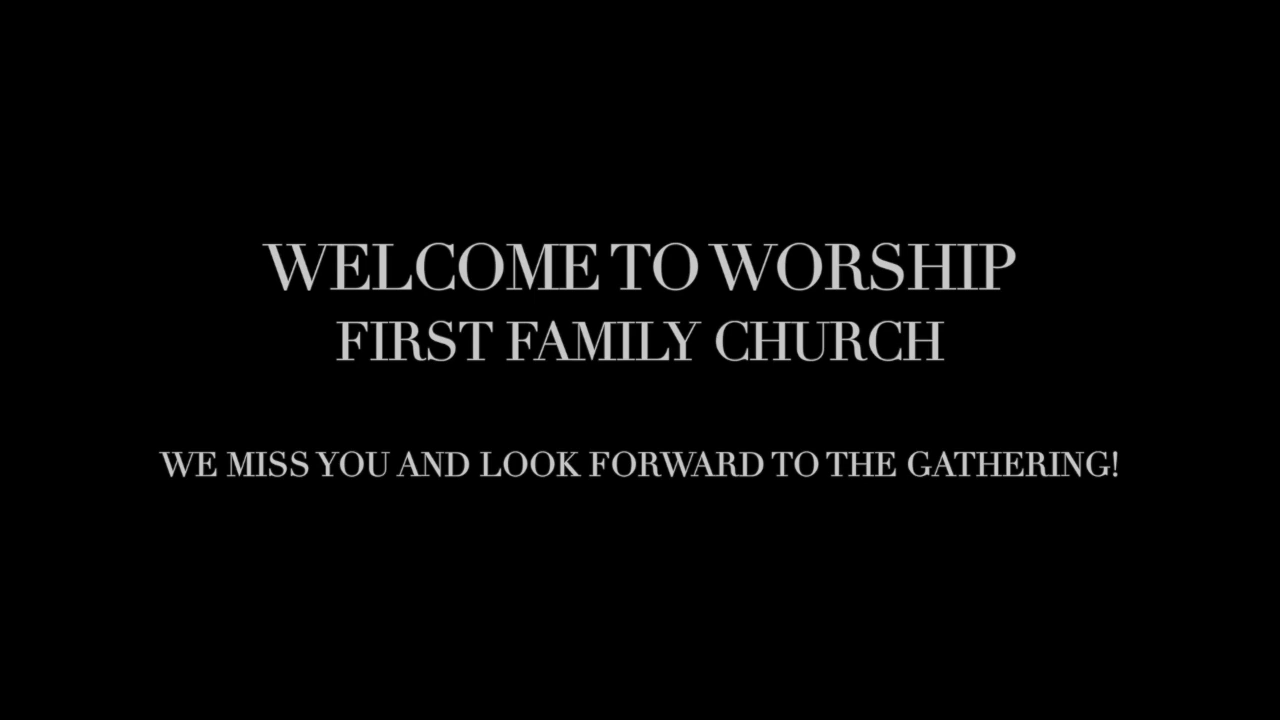 WELCOME TO WORSHIP
FIRST FAMILY CHURCH
WE MISS YOU AND LOOK FORWARD TO THE GATHERING!